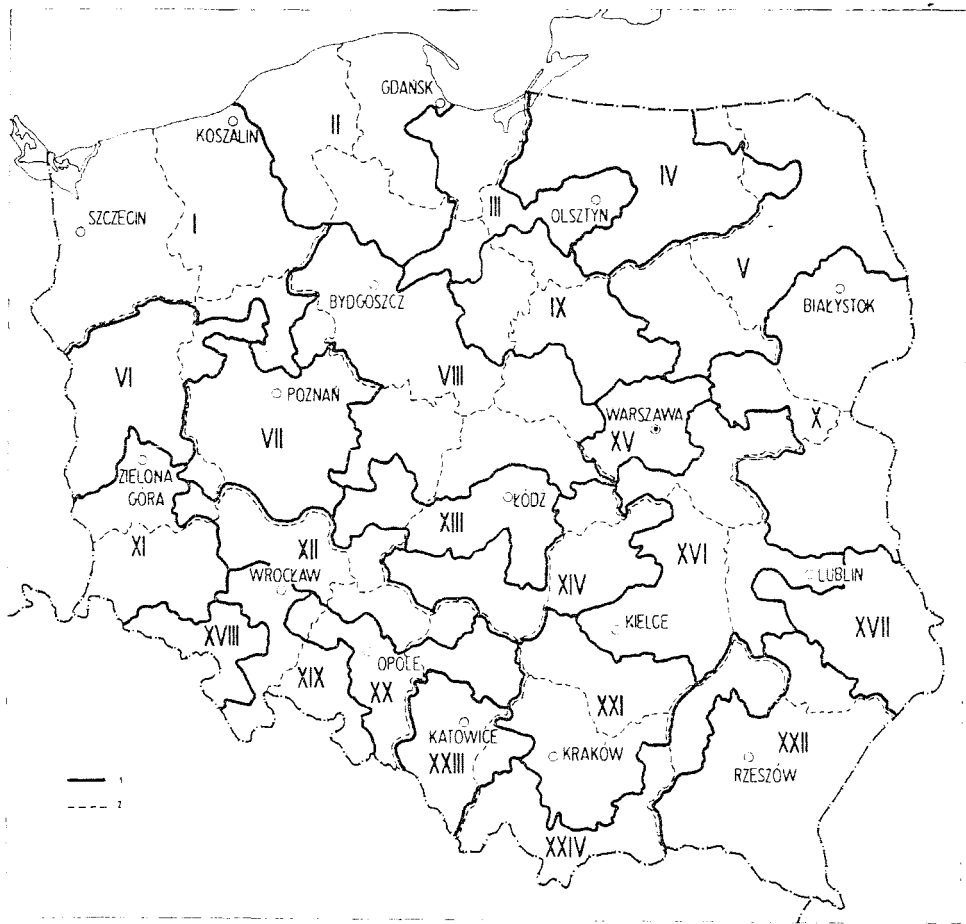 GDAŃSK
II
KOSZALIN
IV
III
OLSZTYN
SZCZECIN
I
V
BYDGOSZCZ
IX
BIAŁYSTOK
VI
VIII
POZNAŃ
X
WARSZAWA
VII
XV
ZIELONA
GÓRA
ŁÓDŹ
XIII
XI
XII
XVI
WROCŁAW
XIV
LUBLIN
XVII
KIELCE
XVIII
OPOLE
XIX
XX
XXI
KATOWICE
XXII
KRAKÓW
XXIII
RZESZÓW
1
2
XXIV